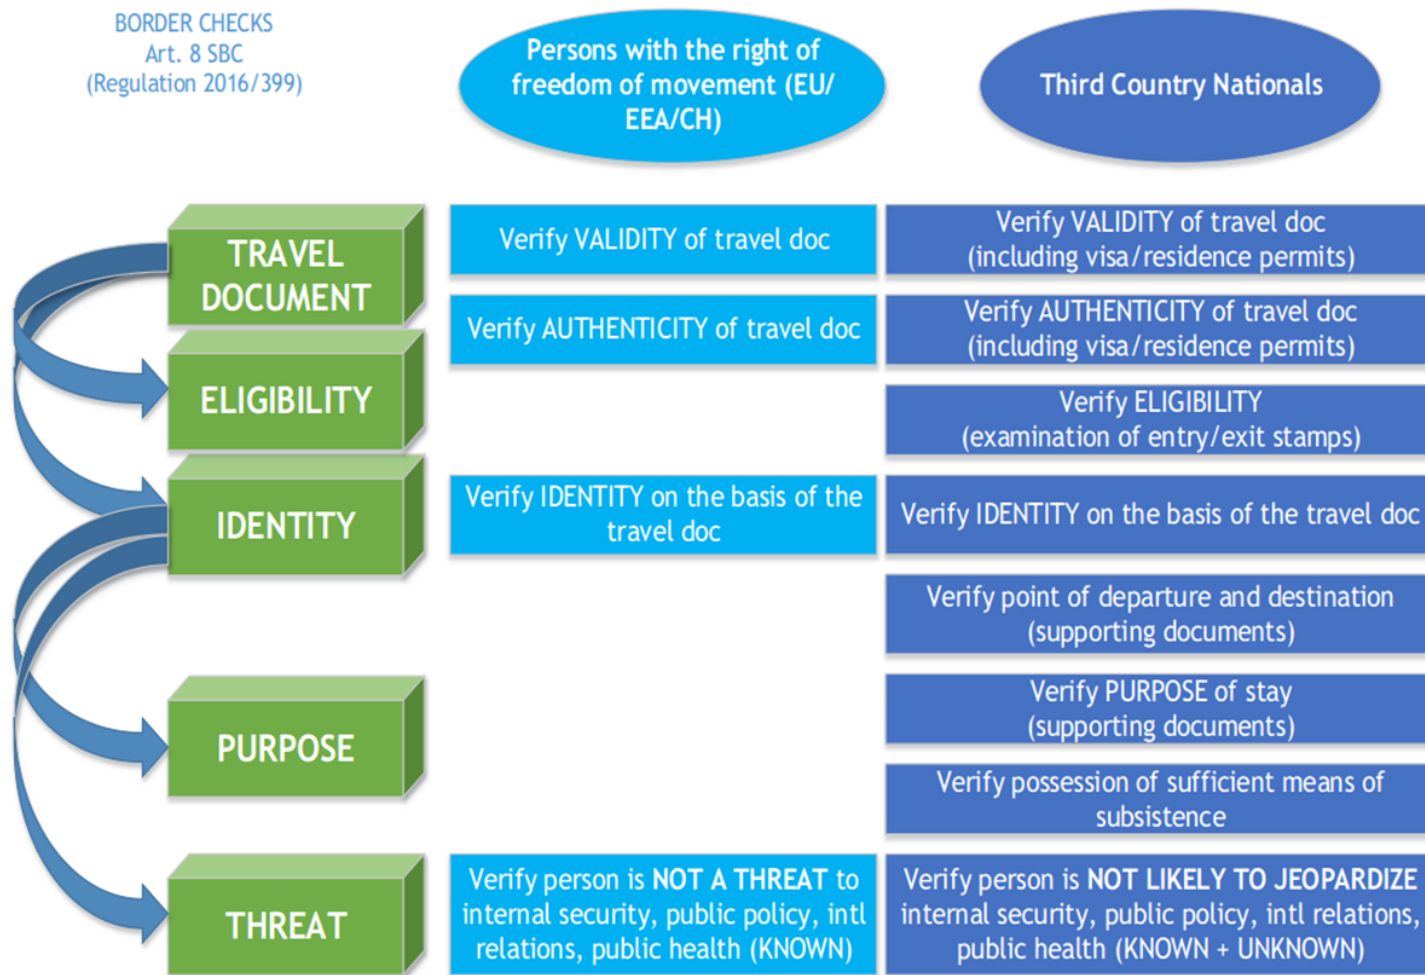 BORDER CHECKS
Art. 8 SBC
(Regulation 2016/399)
Persons with the right of
freedom of movement (EU/
EEA/CH)
Third Country Nationals
TRAVEL
DOCUMENT
Verify VALIDITY of travel doc
Verify VALIDITY of travel doc
(including visa/residence permits)
Verify AUTHENTICITY of travel doc
Verify AUTHENTICITY of travel doc
(including visa/residence permits)
ELIGIBILITY
Verify ELIGIBILITY
(examination of entry/exit stamps)
IDENTITY
Verify IDENTITY on the basis of the
travel doc
Verify IDENTITY on the basis of the travel doc
Verify point of departure and destination
(supporting documents)
PURPOSE
Verify PURPOSE of stay
(supporting documents)
Verify possession of sufficient means of
subsistence
THREAT
Verify person is NOT A THREAT to
internal security, public policy, intl
relations, public health (KNOWN)
Verify person is NOT LIKELY TO JEOPARDIZE
internal security, public policy, intl relations,
public health (KNOWN + UNKNOWN)